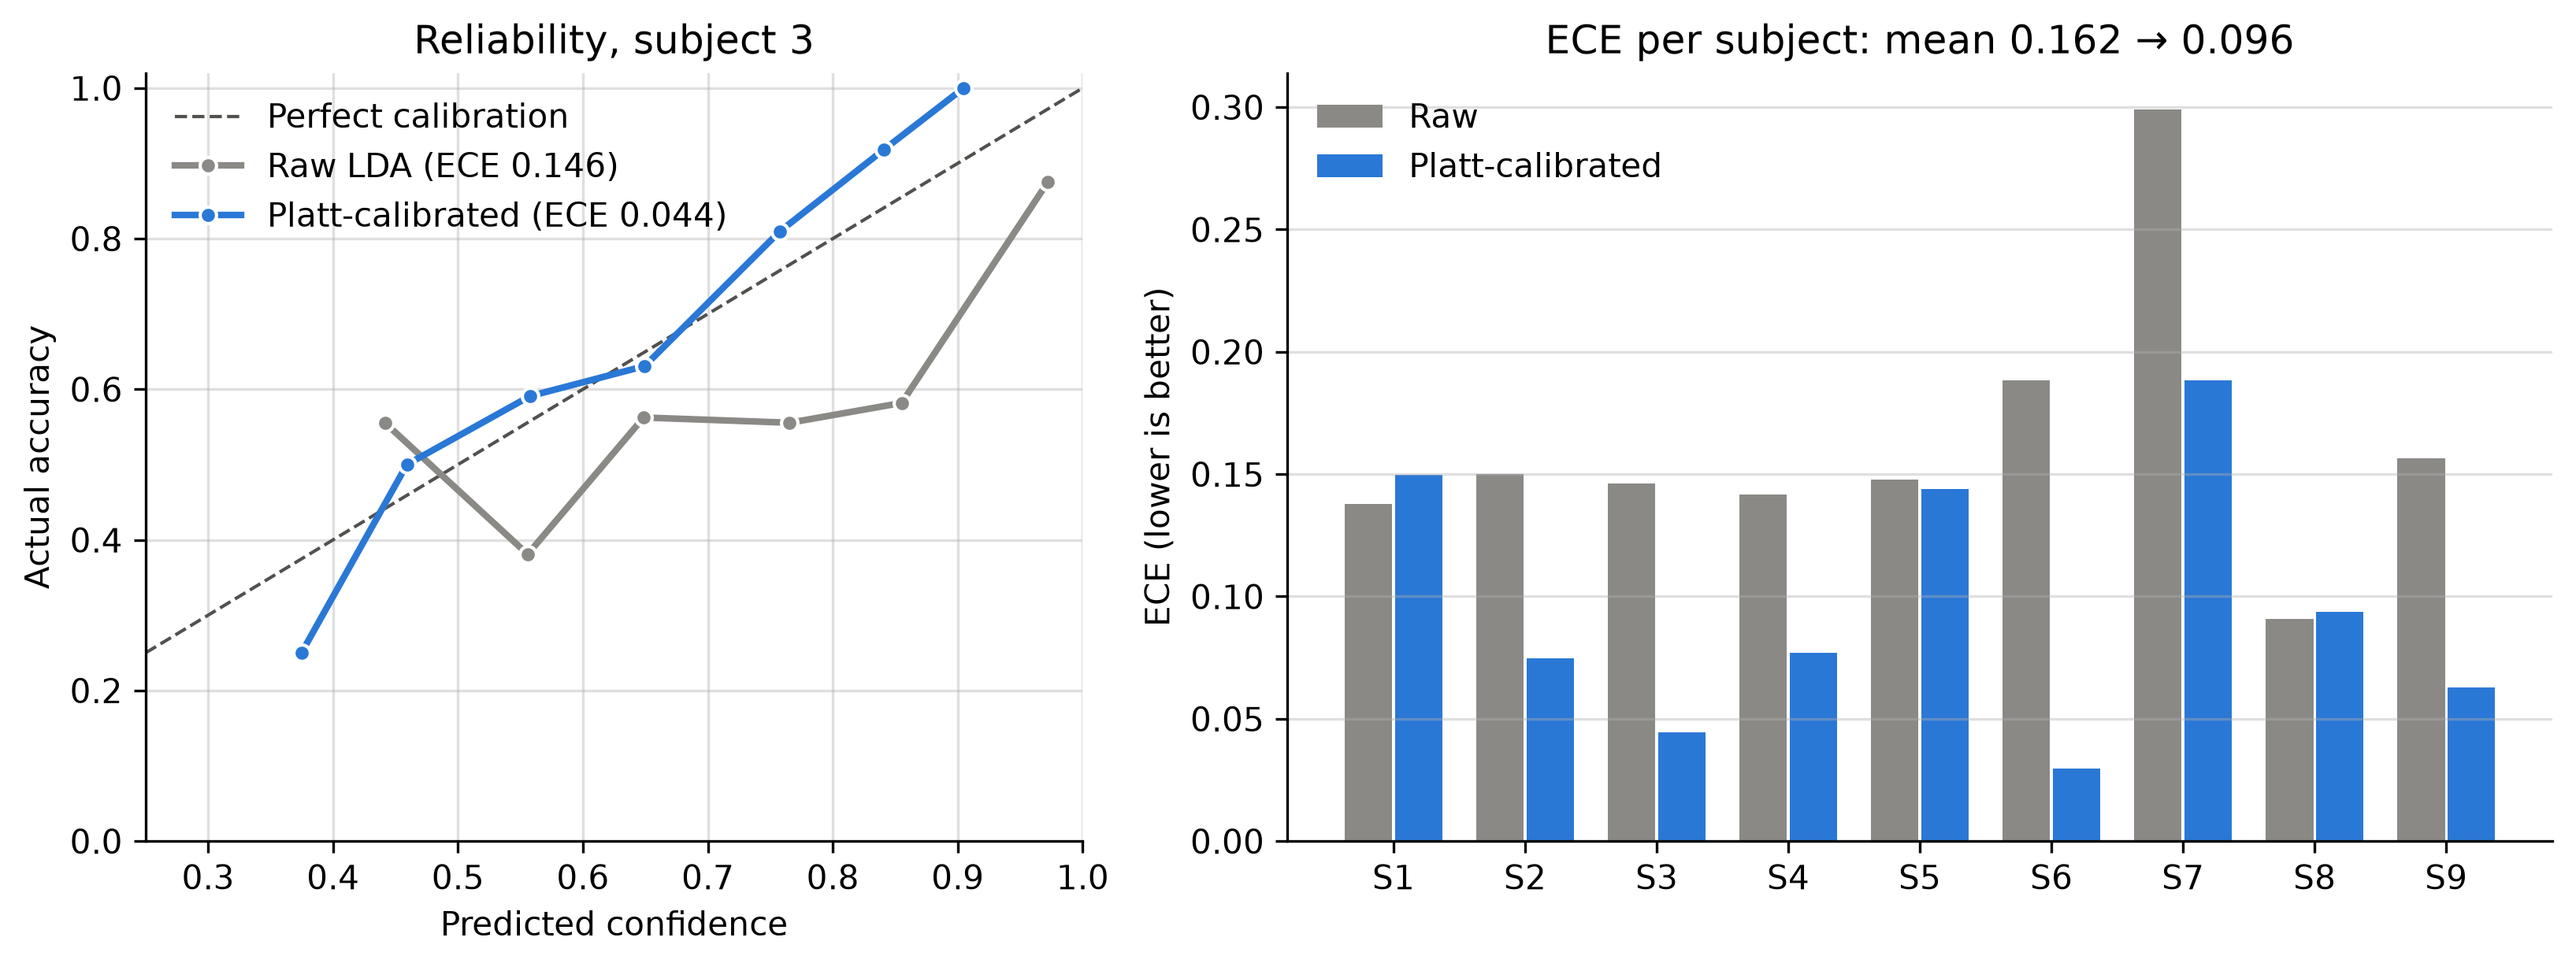 Reliability, subject 3
Perfect calibration
Raw LDA (ECE 0.146)
Platt-calibrated (ECE 0.044)
Actual accuracy
1.0
0.8
0.6
0.4
0.2
0.0
0.3 0.4 0.5 0.6 0.7 0.8 0.9 1.0
Predicted confidence
ECE per subject: mean 0.162 → 0.096
Raw
Platt-calibrated
ECE (lower is better)
0.30
0.25
0.20
0.15
0.10
0.05
0.00
S1 S2 S3 S4 S5 S6 S7 S8 S9